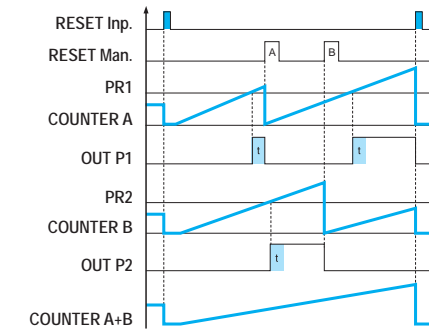 RESET Inp.
RESET Man.
A
B
PR1
COUNTER A
OUT P1
t
t
PR2
COUNTER B
OUT P2
t
COUNTER A+B